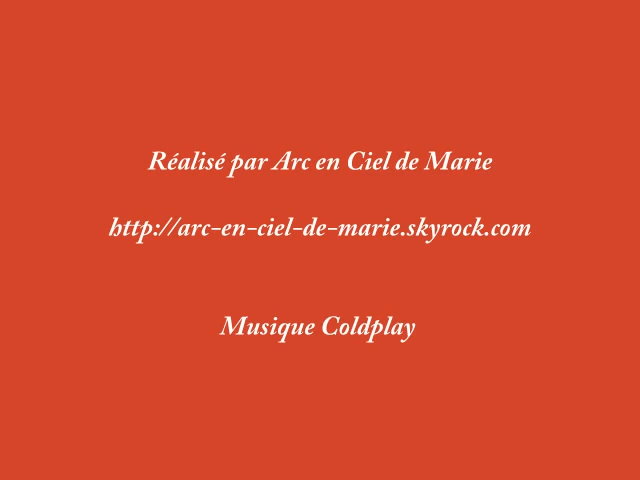 Réalisé par Arc en Ciel de Marie
http://arc-en-ciel-de-marie.skyrock.com
Musique Coldplay